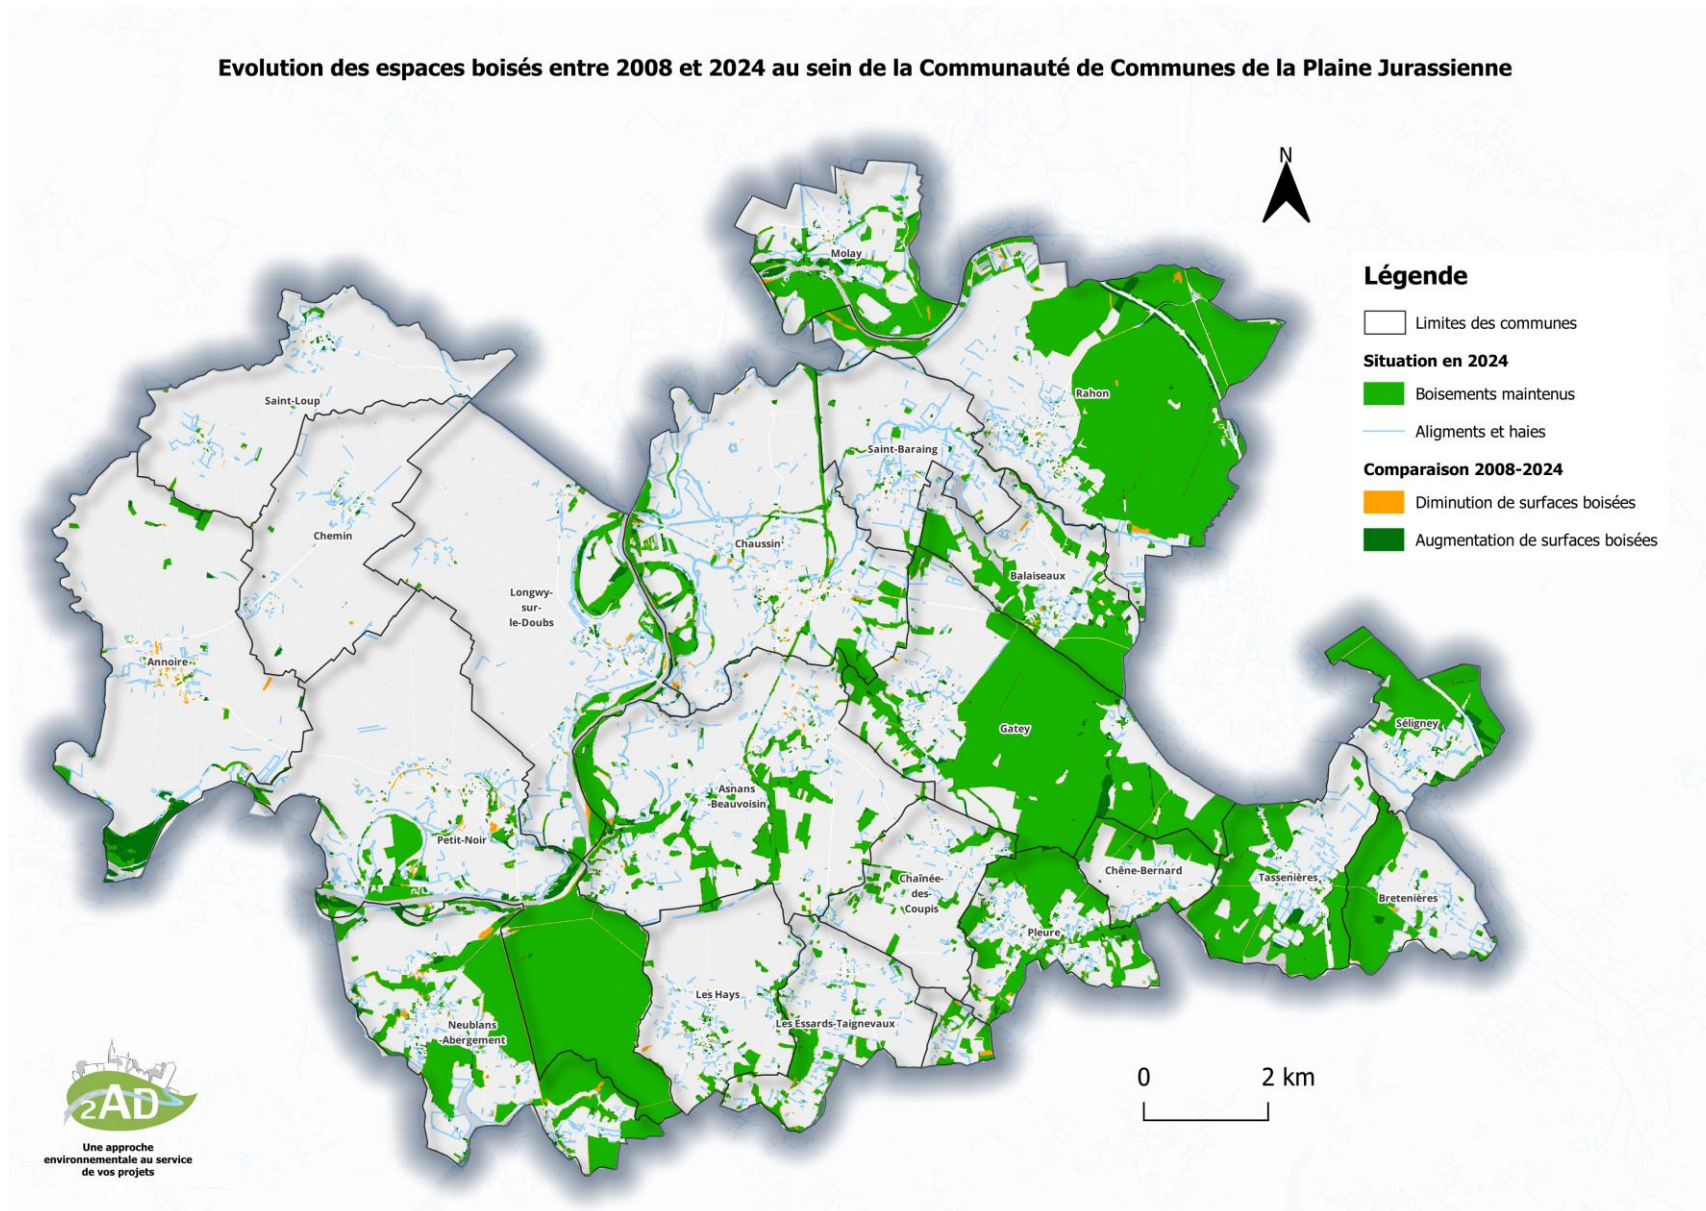 Evolution des espaces boisés entre 2008 et 2024 au sein de la Communauté de Communes de la Plaine Jurassienne
N
Légende
Limites des communes
Situation en 2024
Boisements maintenus
Aligments et haies
Comparaison 2008-2024
Diminution de surfaces boisées
Augmentation de surfaces boisées
Molay
Rahon
Saint-Loup
Saint-Baraing
Chemin
Chaussin
Balaiseaux
Longwy-
sur-
le-Doubs
Annoire
Séligney
Gatey
Asnans
-Beauvoisin
Petit-Noir
Chaînée-
des-
Coupis
Chêne-Bernard
Tassenières
Bretenières
Pleure
Les Hays
Les Essards-Taignevaux
Neublans
-Abergement
0 2 km
2AD
Une approche
environnementale au service
de vos projets